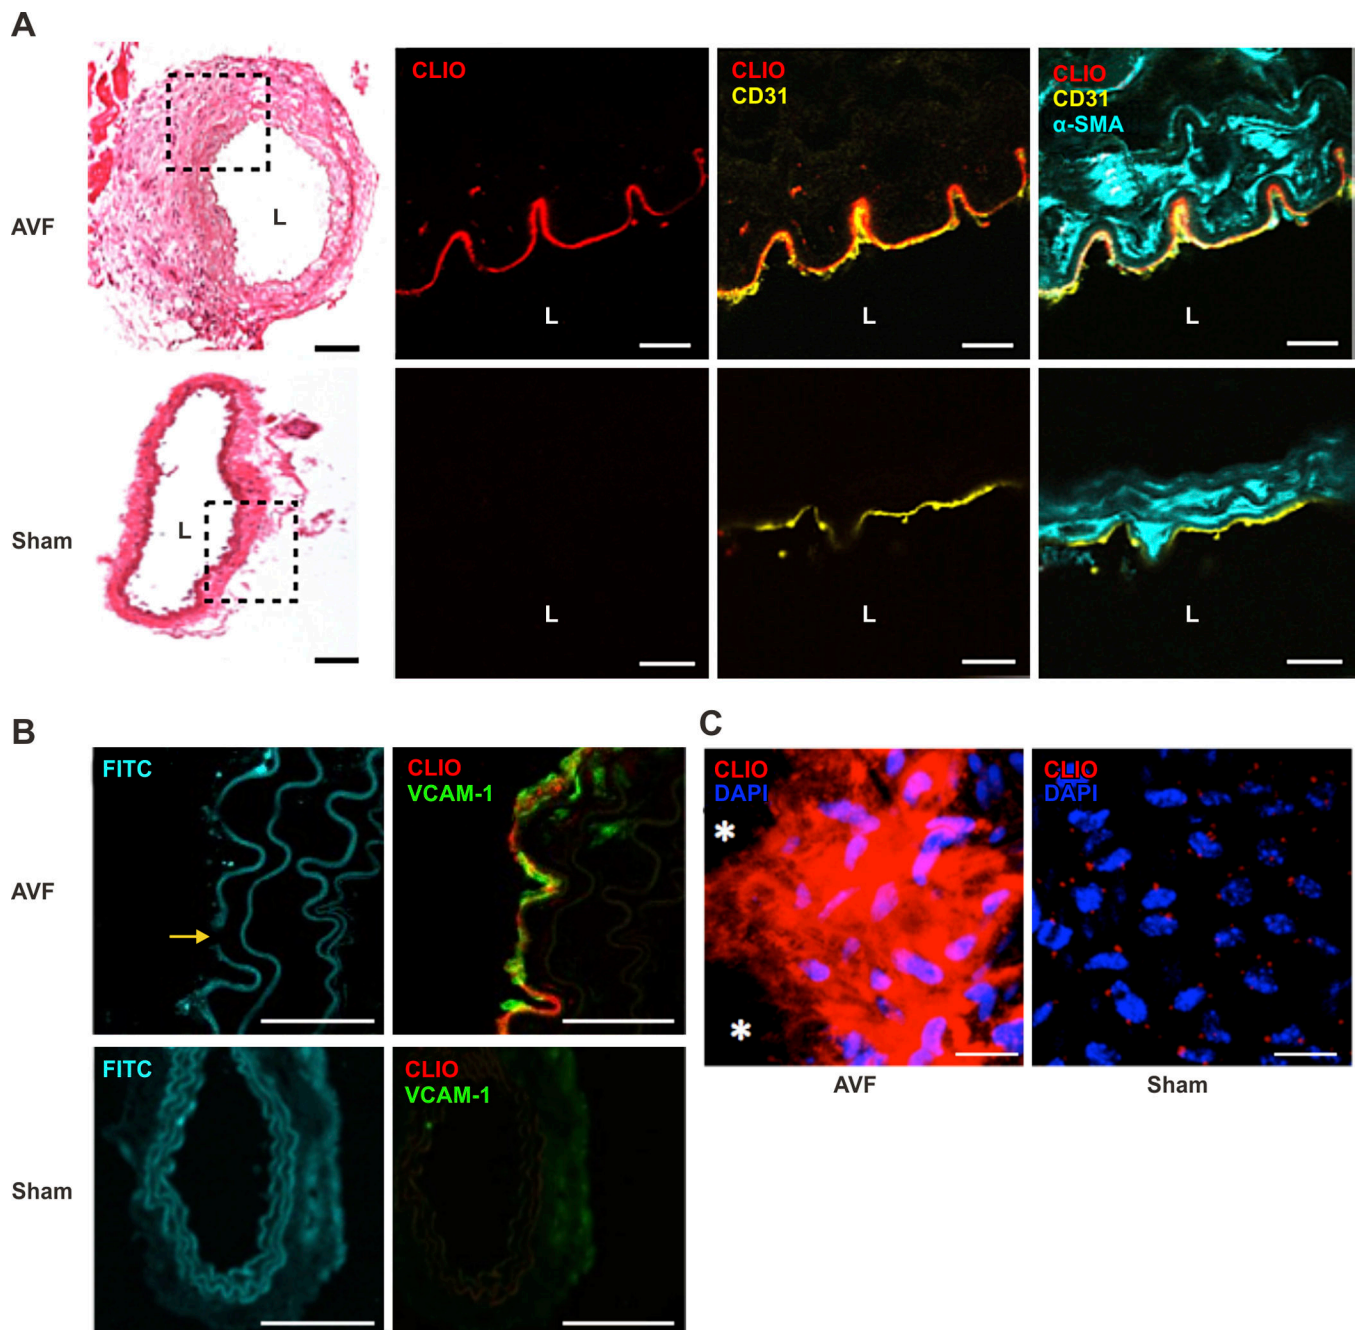 A
AVF
L
CLIO
L
CLIO
CD31
L
CLIO
CD31
α-SMA
L
Sham
L
L
L
L
B
AVF
FITC
CLIO
VCAM-1
Sham
FITC
CLIO
VCAM-1
C
CLIO
DAPI
*
*
AVF
CLIO
DAPI
Sham